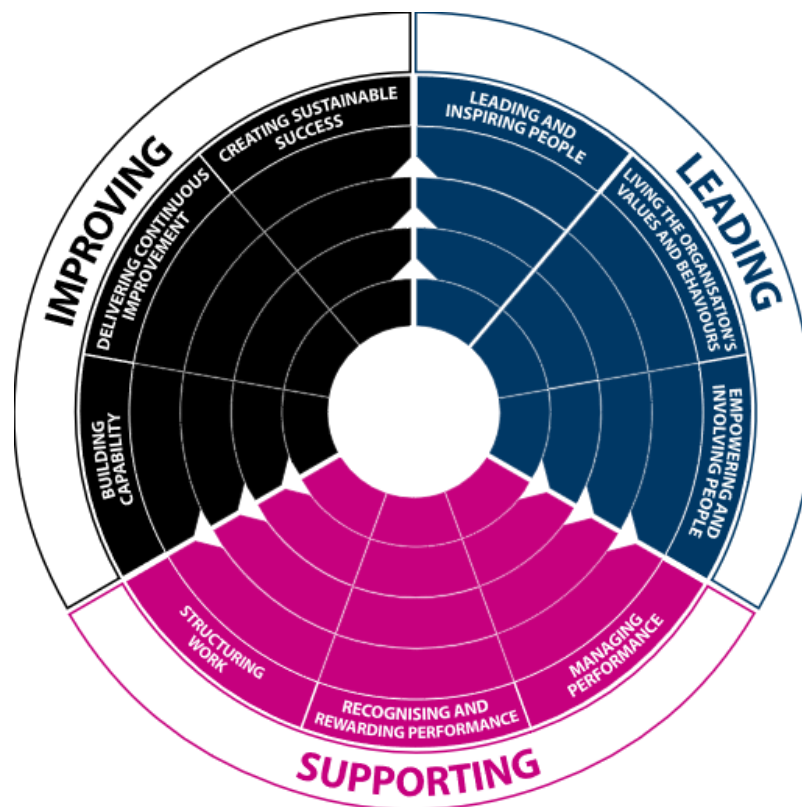 LEADING
LEADING AND
INSPIRING PEOPLE
LIVING THE ORGANISATION'S
VALUES AND BEHAVIOURS
EMPOWERING AND
INVOLVING PEOPLE
SUPPORTING
MANAGING
PERFORMANCE
RECOGNISING AND
REWARDING PERFORMANCE
STRUCTURING
WORK
IMPROVING
BUILDING
CAPABILITY
DELIVERING CONTINUOUS
IMPROVEMENT
CREATING SUSTAINABLE
SUCCESS